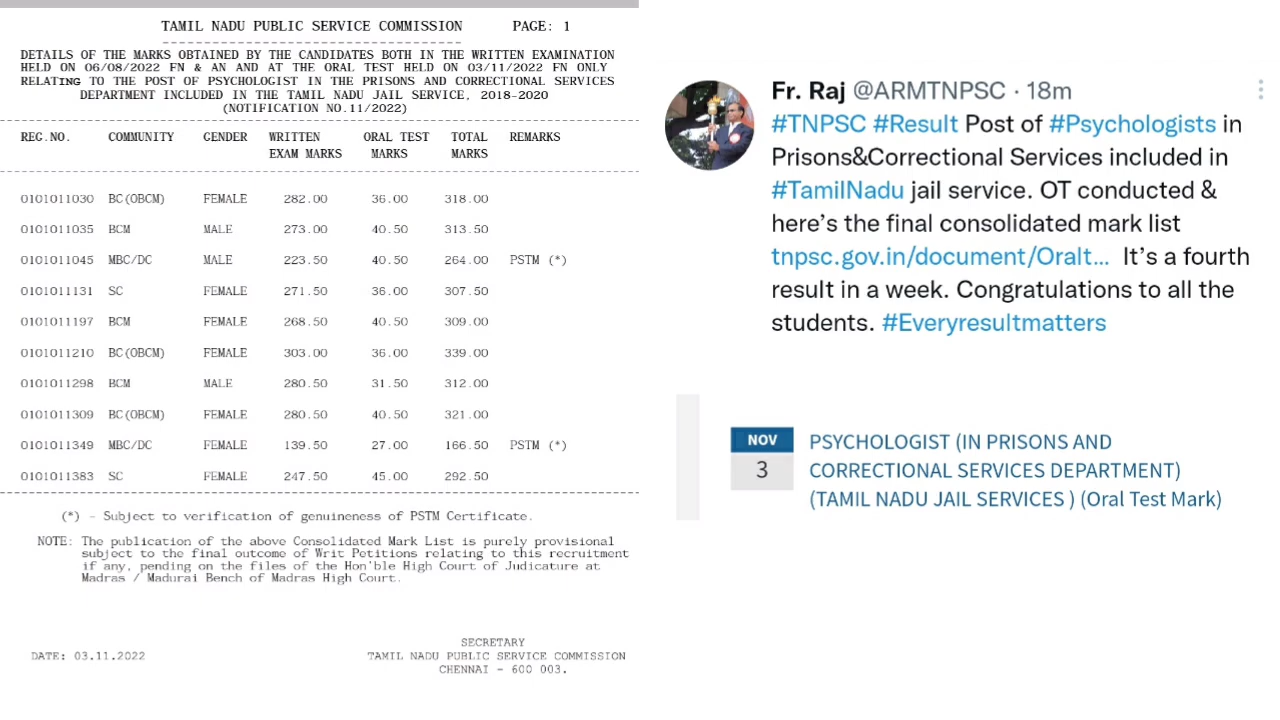 TAMIL NADU PUBLIC SERVICE COMMISSION PAGE: 1
DETAILS OF THE MARKS OBTAINED BY THE CANDIDATES BOTH IN THE WRITTEN EXAMINATION
HELD ON 06/08/2022 FN & AN AND AT THE ORAL TEST HELD ON 03/11/2022 FN ONLY
RELATING TO THE POST OF PSYCHOLOGIST IN THE PRISONS AND CORRECTIONAL SERVICES
DEPARTMENT INCLUDED IN THE TAMIL NADU JAIL SERVICE, 2018-2020
(NOTIFICATION NO.11/2022)
REG.NO. COMMUNITY GENDER WRITTEN ORAL TEST TOTAL REMARKS
EXAM MARKS MARKS MARKS
0101011030 BC(OBCM) FEMALE 282.00 36.00 318.00
0101011035 BCM MALE 273.00 40.50 313.50
0101011045 MBC/DC MALE 223.50 40.50 264.00 PSTM (*)
0101011131 SC FEMALE 271.50 36.00 307.50
0101011197 BCM FEMALE 268.50 40.50 309.00
0101011210 BC(OBCM) FEMALE 303.00 36.00 339.00
0101011298 BCM MALE 280.50 31.50 312.00
0101011309 BC(OBCM) FEMALE 280.50 40.50 321.00
0101011349 MBC/DC FEMALE 139.50 27.00 166.50 PSTM (*)
0101011383 SC FEMALE 247.50 45.00 292.50
(*) - Subject to verification of genuineness of PSTM Certificate.
NOTE: The publication of the above Consolidated Mark List is purely provisional
subject to the final outcome of Writ Petitions relating to this recruitment
if any, pending on the files of the Hon'ble High Court of Judicature at
Madras / Madurai Bench of Madras High Court.
SECRETARY
DATE: 03.11.2022 TAMIL NADU PUBLIC SERVICE COMMISSION
CHENNAI - 600 003.
Fr. Raj @ARMTNPSC · 18m
#TNPSC #Result Post of #Psychologists in
Prisons&Correctional Services included in
#TamilNadu jail service. OT conducted &
here's the final consolidated mark list
tnpsc.gov.in/document/Oralt... It's a fourth
result in a week. Congratulations to all the
students. #Everyresultmatters
NOV
3
PSYCHOLOGIST (IN PRISONS AND
CORRECTIONAL SERVICES DEPARTMENT)
(TAMIL NADU JAIL SERVICES ) (Oral Test Mark)